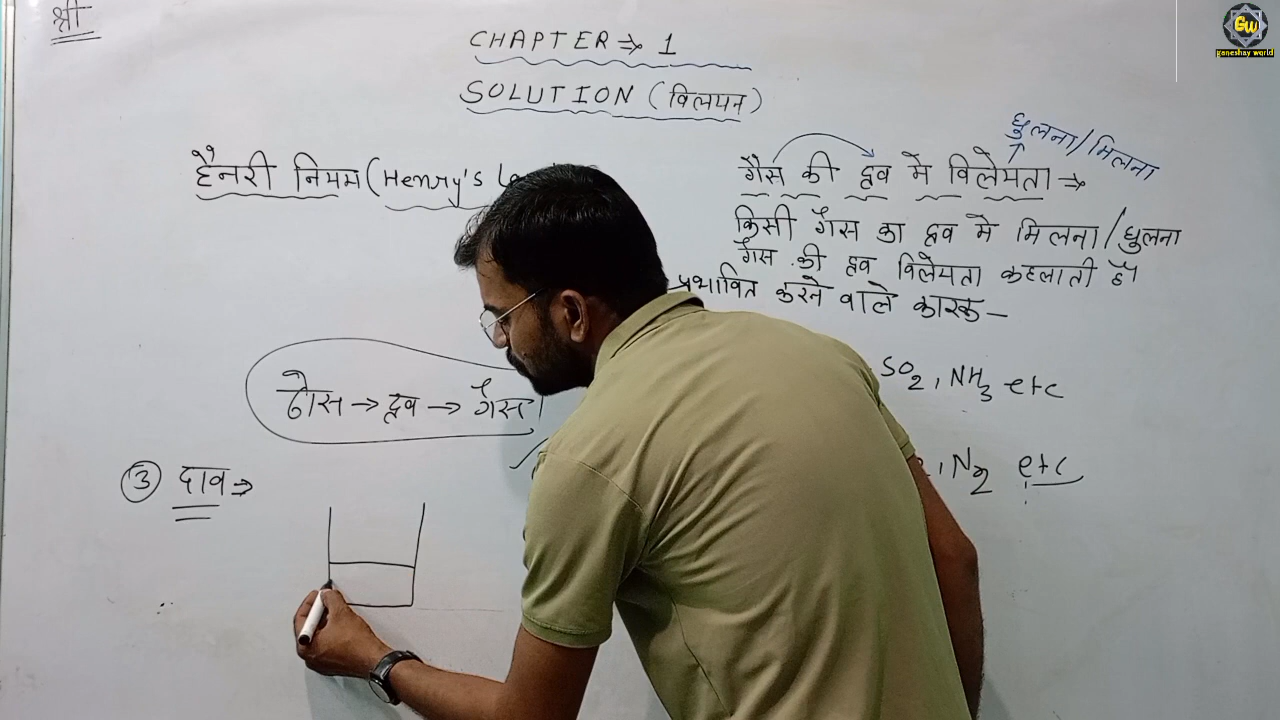 श्री
GW
ganeshay world
CHAPTER ⇒ 1
SOLUTION (विलयन)
हैनरी नियम (Henry's
घुलना/मिलना
गैस की द्रव में विलेयता ⇒
किसी गैस का द्रव में मिलना/घुलना
गैस की द्रव विलेयता कहलाती है।
प्रभावित करने वाले कारक–
SO₂, NH₃ etc
ठोस → द्रव → गैस
, N₂ etc
③ दाब ⇒